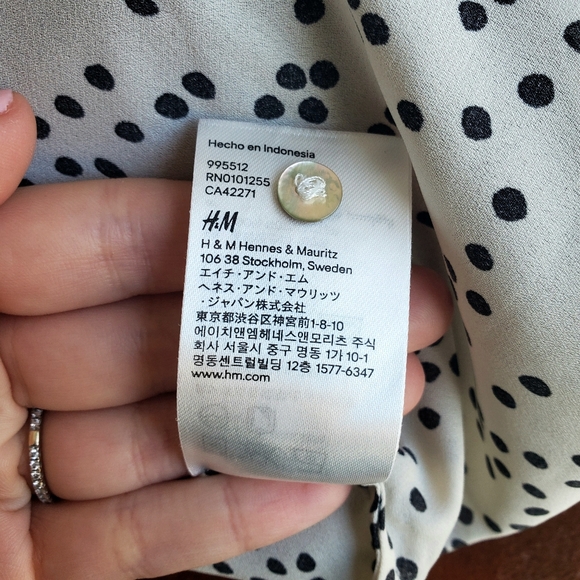 Hecho en Indonesia
995512
RN0101255
CA42271
H&M
H & M Hennes & Mauritz
106 38 Stockholm, Sweden
エイチ・アンド・エム
ヘネス・アンド・マウリッツ
・ジャパン株式会社
東京都渋谷区神宮前1-8-10
에이치앤엠헤네스앤모리츠 주식
회사 서울시 중구 명동 1가 10-1
명동센트럴빌딩 12층 1577-6347
www.hm.com